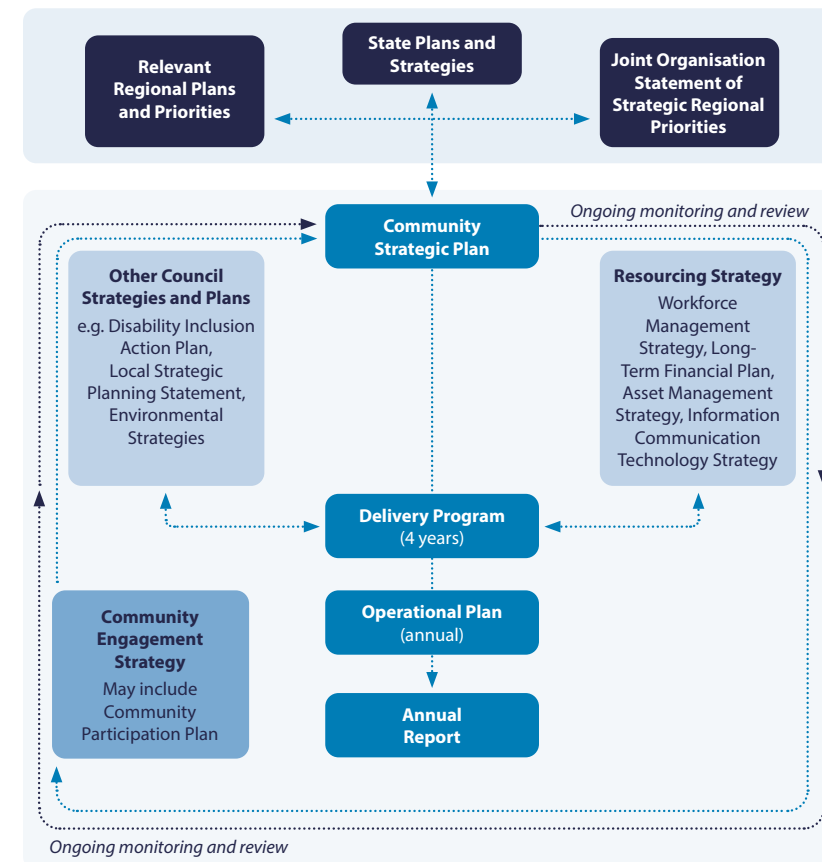 State Plans and
Strategies
Relevant
Regional Plans
and Priorities
Joint Organisation
Statement of
Strategic Regional
Priorities
Community
Strategic Plan
Ongoing monitoring and review
Other Council
Strategies and Plans
e.g. Disability Inclusion
Action Plan,
Local Strategic
Planning Statement,
Environmental
Strategies
Resourcing Strategy
Workforce
Management
Strategy, Long-
Term Financial Plan,
Asset Management
Strategy, Information
Communication
Technology Strategy
Delivery Program
(4 years)
Operational Plan
(annual)
Community
Engagement
Strategy
May include
Community
Participation Plan
Annual
Report
Ongoing monitoring and review